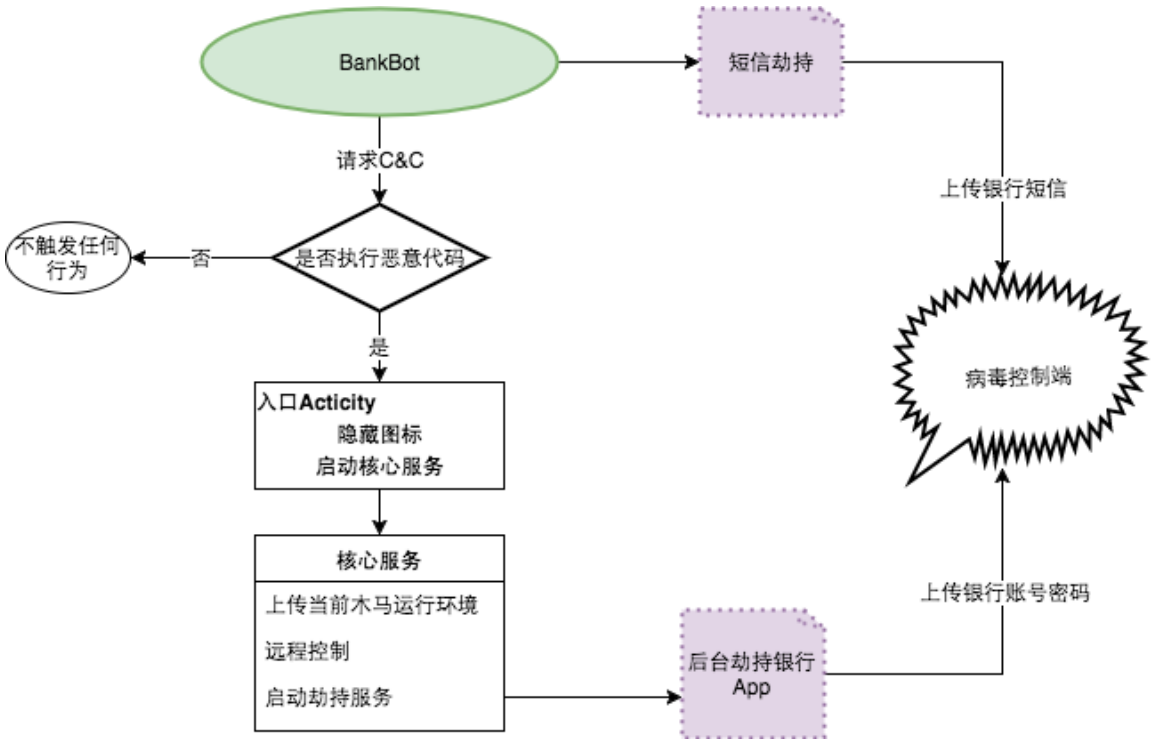 BankBot
短信劫持
请求C&C
上传银行短信
不触发任何
行为
否
是否执行恶意代码
是
病毒控制端
入口Acticity
隐藏图标
启动核心服务
核心服务
上传当前木马运行环境
远程控制
启动劫持服务
后台劫持银行
App
上传银行账号密码